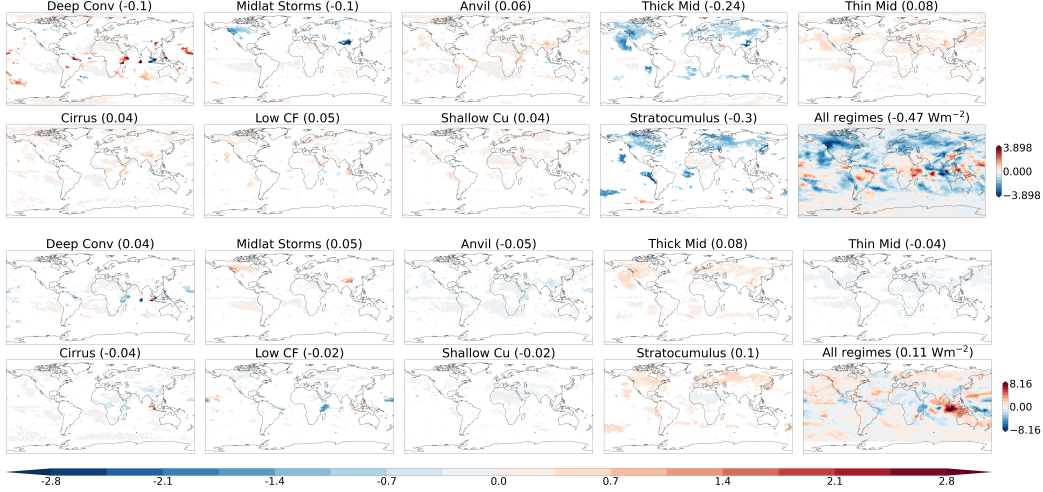 Deep Conv (-0.1) Midlat Storms (-0.1) Anvil (0.06) Thick Mid (-0.24) Thin Mid (0.08)
Cirrus (0.04) Low CF (0.05) Shallow Cu (0.04) Stratocumulus (-0.3) All regimes (-0.47 Wm⁻²)
3.898
0.000
−3.898
Deep Conv (0.04) Midlat Storms (0.05) Anvil (-0.05) Thick Mid (0.08) Thin Mid (-0.04)
Cirrus (-0.04) Low CF (-0.02) Shallow Cu (-0.02) Stratocumulus (0.1) All regimes (0.11 Wm⁻²)
8.16
0.00
−8.16
-2.8 -2.1 -1.4 -0.7 0.0 0.7 1.4 2.1 2.8